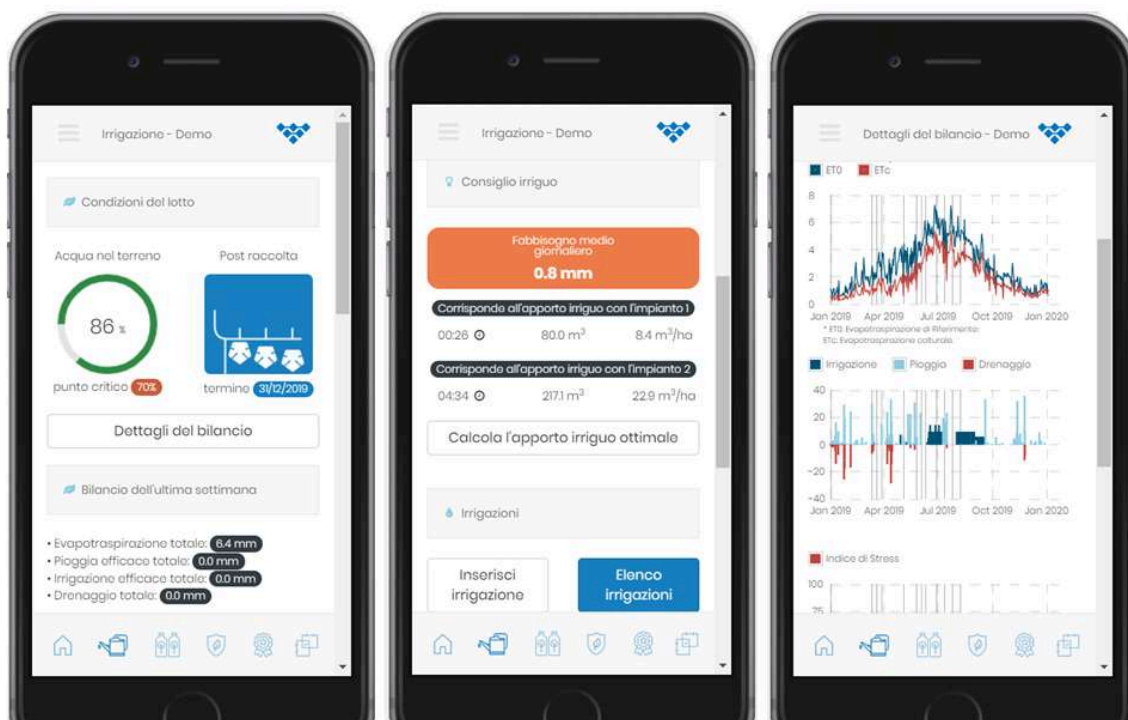 Irrigazione - Demo
Condizioni del lotto
Acqua nel terreno
Post raccolta
86 %
punto critico 70%
termine 31/12/2019
Dettagli del bilancio
Bilancio dell'ultima settimana
• Evapotraspirazione totale: 6.4 mm
• Pioggia efficace totale: 0.0 mm
• Irrigazione efficace totale: 0.0 mm
• Drenaggio totale: 0.0 mm
Irrigazione - Demo
Consiglio irriguo
Fabbisogno medio
giornaliero
0.8 mm
Corrisponde all'apporto irriguo con l'impianto 1
00:26 80.0 m³ 8.4 m³/ha
Corrisponde all'apporto irriguo con l'impianto 2
04:34 217.1 m³ 22.9 m³/ha
Calcola l'apporto irriguo ottimale
Irrigazioni
Inserisci
irrigazione
Elenco
irrigazioni
Dettagli del bilancio - Demo
ET0 ETc
8
6
4
2
0
Jan 2019 Apr 2019 Jul 2019 Oct 2019 Jan 2020
* ET0: Evapotraspirazione di Riferimento;
ETc: Evapotraspirazione colturale.
Irrigazione Pioggia Drenaggio
40
20
0
-20
-40
Jan 2019 Apr 2019 Jul 2019 Oct 2019 Jan 2020
Indice di Stress
100
75